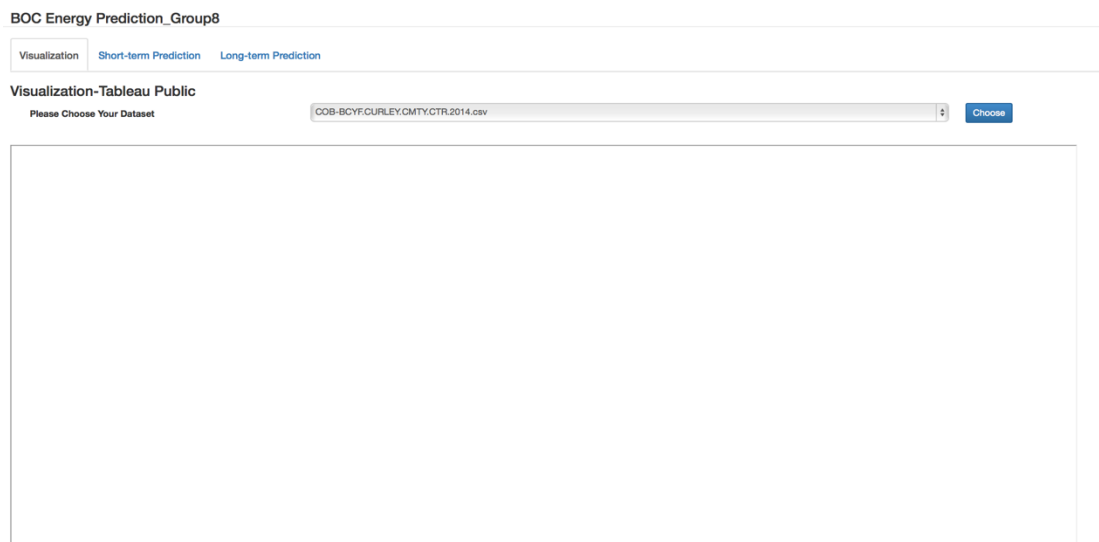 BOC Energy Prediction_Group8
Visualization Short-term Prediction Long-term Prediction
Visualization-Tableau Public
Please Choose Your Dataset COB-BCYF.CURLEY.CMTY.CTR.2014.csv Choose